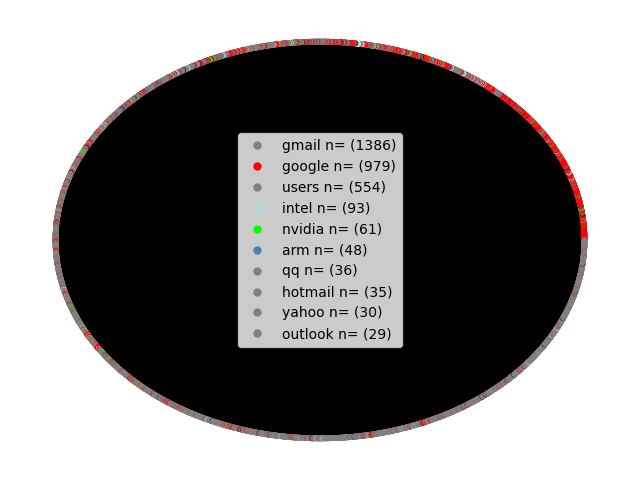 gmail n= (1386)
google n= (979)
users n= (554)
intel n= (93)
nvidia n= (61)
arm n= (48)
qq n= (36)
hotmail n= (35)
yahoo n= (30)
outlook n= (29)